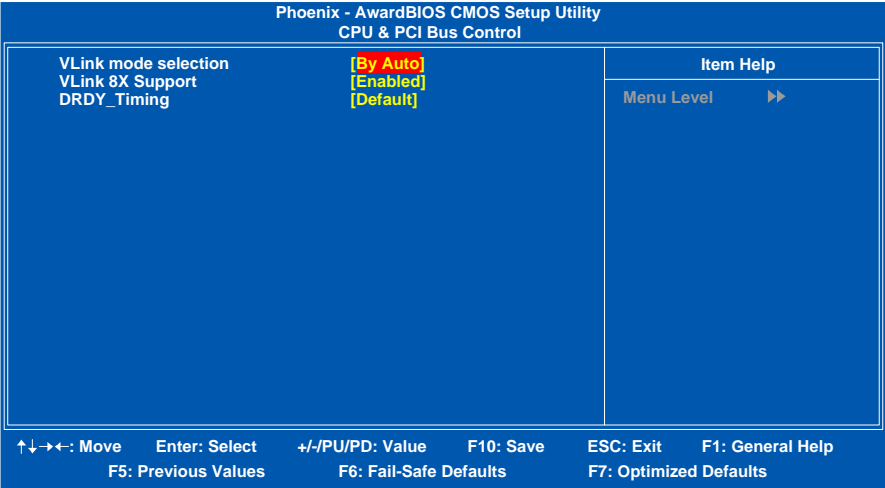 Phoenix - AwardBIOS CMOS Setup Utility
CPU & PCI Bus Control
VLink mode selection [By Auto]
VLink 8X Support [Enabled]
DRDY_Timing [Default]
Item Help
Menu Level ▶▶
↑↓→←: Move Enter: Select +/-/PU/PD: Value F10: Save ESC: Exit F1: General Help
F5: Previous Values F6: Fail-Safe Defaults F7: Optimized Defaults